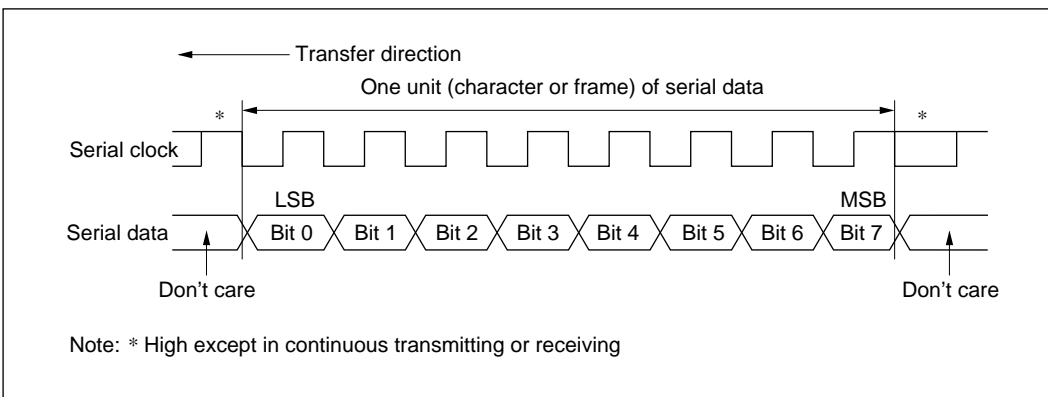 Transfer direction
One unit (character or frame) of serial data
* *
Serial clock
LSB MSB
Serial data Bit 0 Bit 1 Bit 2 Bit 3 Bit 4 Bit 5 Bit 6 Bit 7
Don't care Don't care
Note: * High except in continuous transmitting or receiving